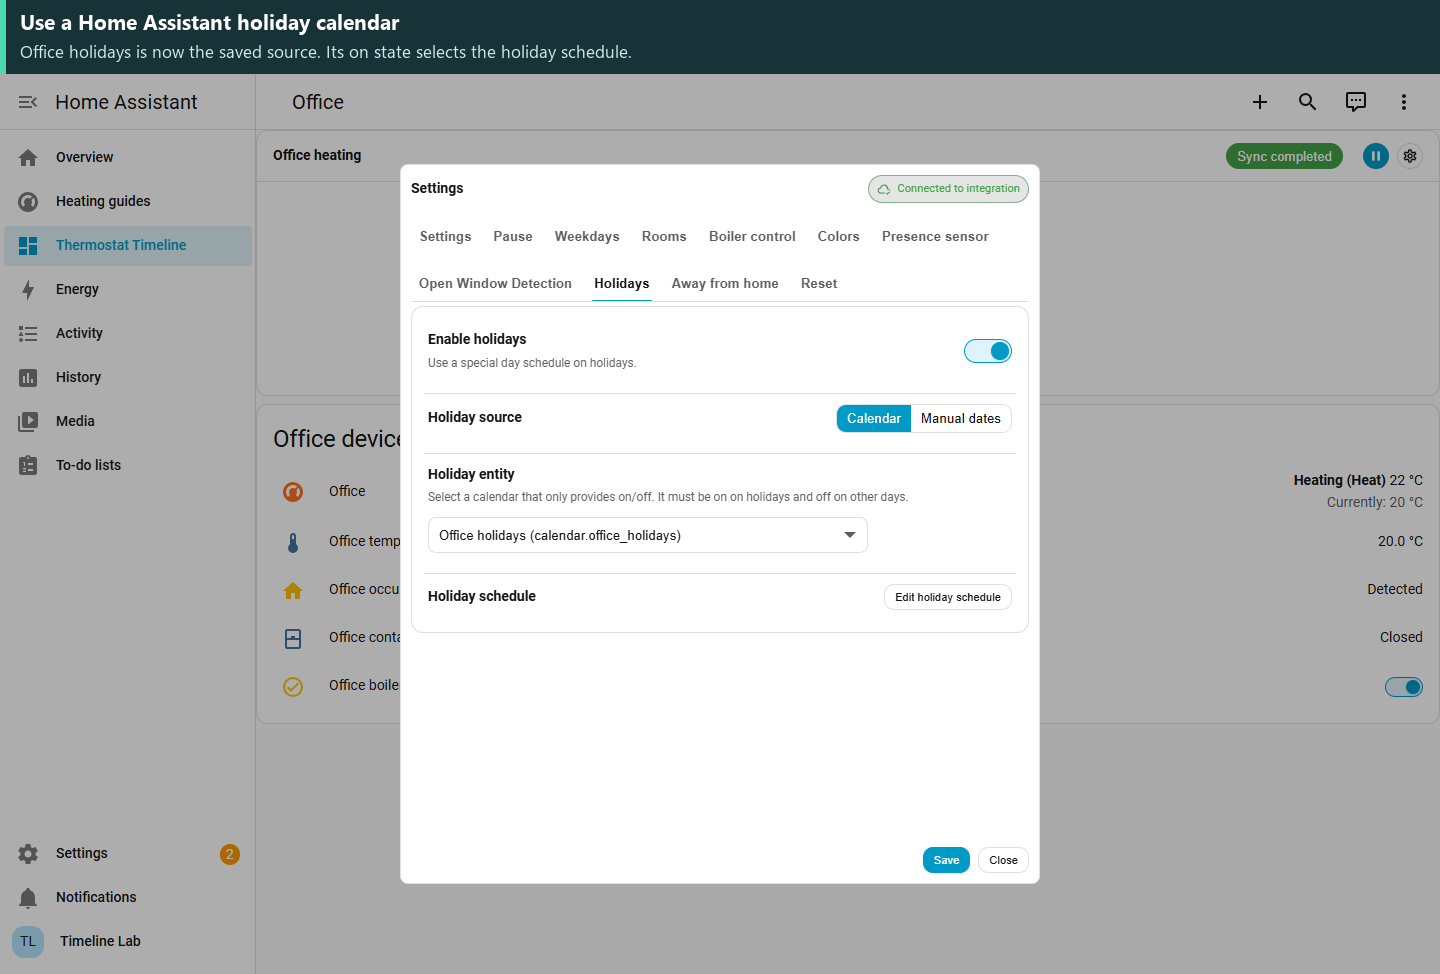 Use a Home Assistant holiday calendar
Office holidays is now the saved source. Its on state selects the holiday schedule.
Home Assistant
Office
Overview
Heating guides
Thermostat Timeline
Energy
Activity
History
Media
To-do lists
Settings
2
Notifications
TL
Timeline Lab
Office heating
Sync completed
Settings
Connected to integration
Settings
Pause
Weekdays
Rooms
Boiler control
Colors
Presence sensor
Open Window Detection
Holidays
Away from home
Reset
Enable holidays
Use a special day schedule on holidays.
Holiday source
Calendar
Manual dates
Holiday entity
Select a calendar that only provides on/off. It must be on on holidays and off on other days.
Office holidays (calendar.office_holidays)
Holiday schedule
Edit holiday schedule
Save
Close
Office device
Office
Heating (Heat) 22 °C
Currently: 20 °C
Office temp
20.0 °C
Office occu
Detected
Office conta
Closed
Office boile